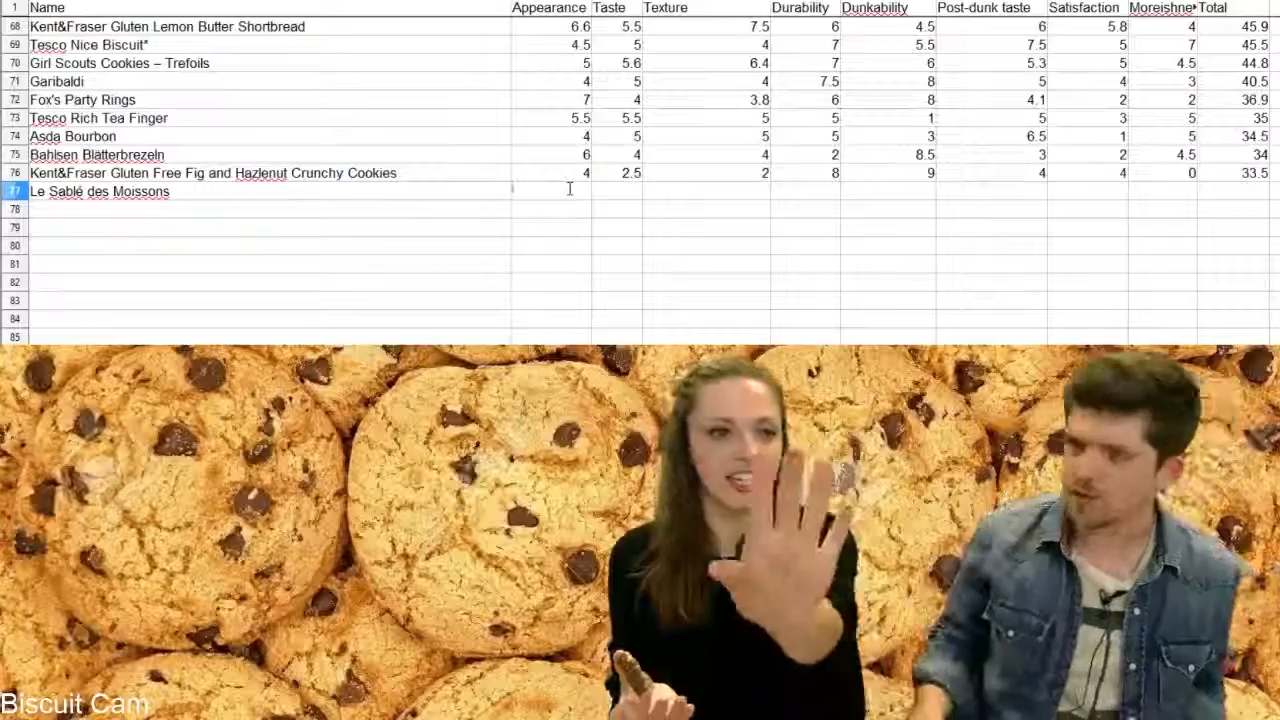 1 Name Appearance Taste Texture Durability Dunkability Post-dunk taste Satisfaction Moreishne Total
68 Kent&Fraser Gluten Lemon Butter Shortbread 6.6 5.5 7.5 6 4.5 6 5.8 4 45.9
69 Tesco Nice Biscuit* 4.5 5 4 7 5.5 7.5 5 7 45.5
70 Girl Scouts Cookies – Trefoils 5 5.6 6.4 7 6 5.3 5 4.5 44.8
71 Garibaldi 4 5 4 7.5 8 5 4 3 40.5
72 Fox's Party Rings 7 4 3.8 6 8 4.1 2 2 36.9
73 Tesco Rich Tea Finger 5.5 5.5 5 5 1 5 3 5 35
74 Asda Bourbon 4 5 5 5 3 6.5 1 5 34.5
75 Bahlsen Blätterbrezeln 6 4 4 2 8.5 3 2 4.5 34
76 Kent&Fraser Gluten Free Fig and Hazlenut Crunchy Cookies 4 2.5 2 8 9 4 4 0 33.5
77 Le Sablé des Moissons
78
79
80
81
82
83
84
85
Biscuit Cam